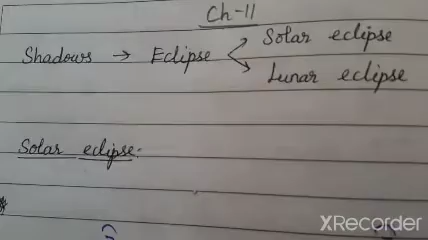 Ch-11
Shadows → Eclipse
Solar eclipse
Lunar eclipse
Solar eclipse:
XRecorder